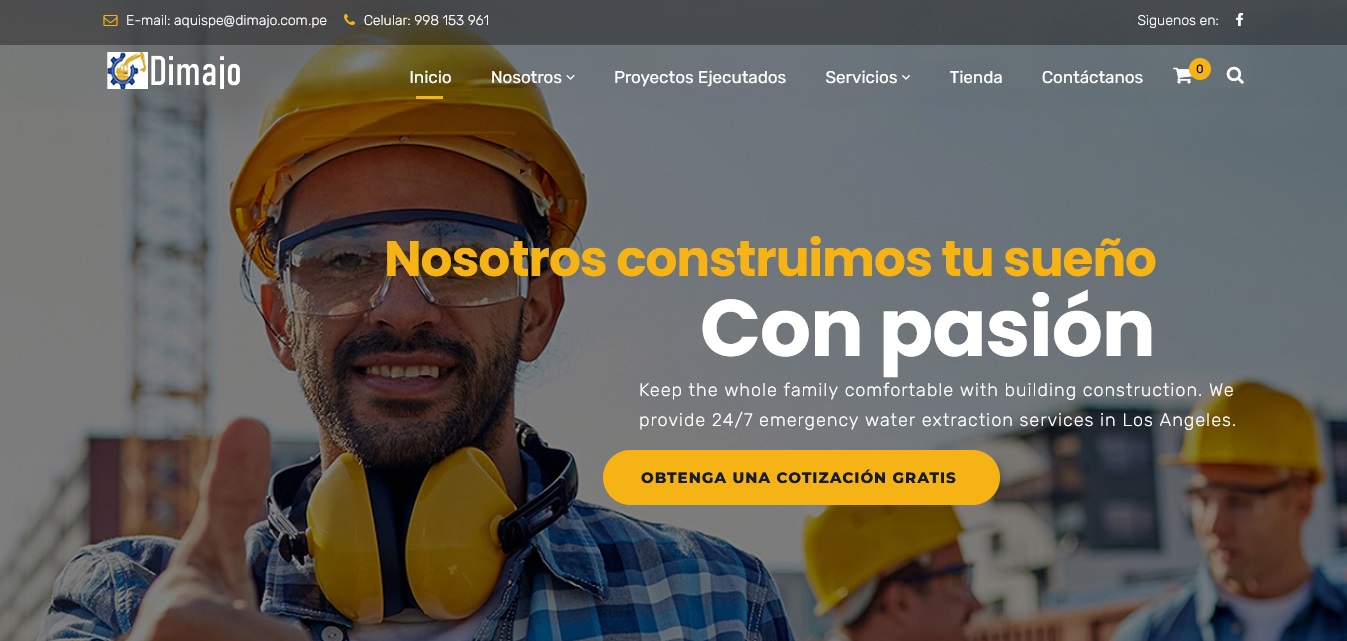 E-mail: aquispe@dimajo.com.pe Celular: 998 153 961 Siguenos en:
Dimajo Inicio Nosotros Proyectos Ejecutados Servicios Tienda Contáctanos 0
Nosotros construimos tu sueño
Con pasión
Keep the whole family comfortable with building construction. We
provide 24/7 emergency water extraction services in Los Angeles.
OBTENGA UNA COTIZACIÓN GRATIS